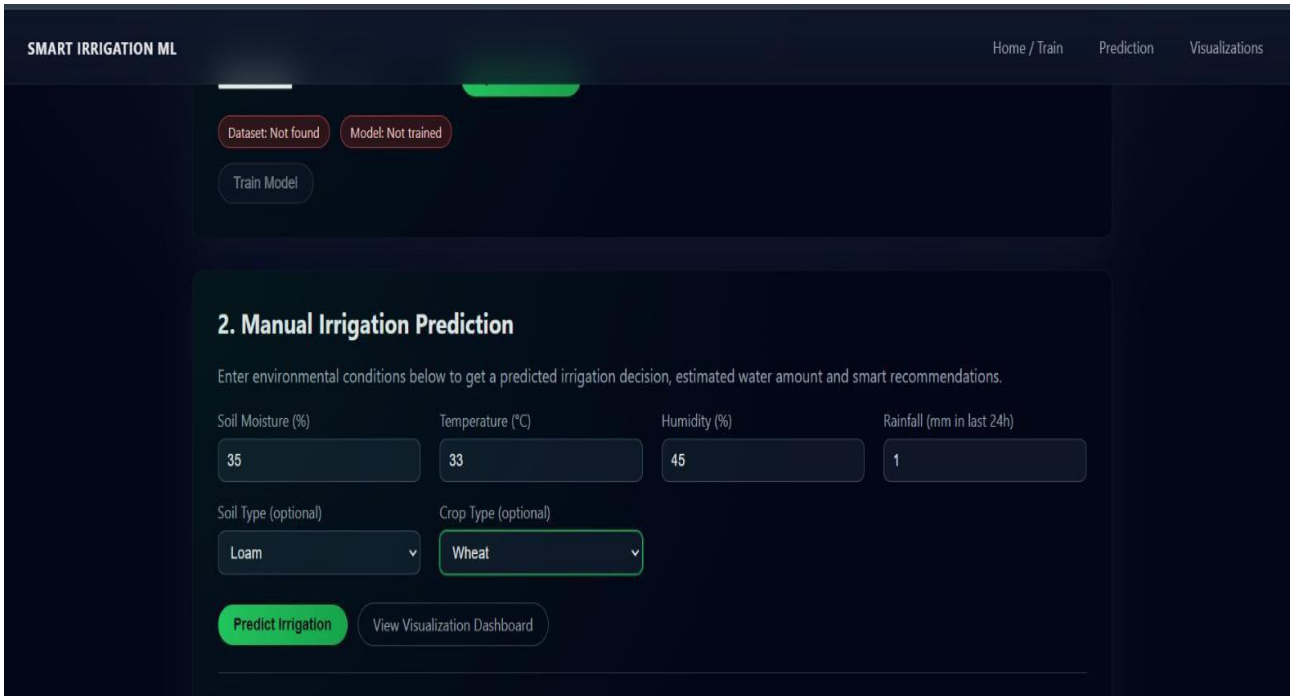 SMART IRRIGATION ML Home / Train Prediction Visualizations
Dataset: Not found Model: Not trained
Train Model
2. Manual Irrigation Prediction
Enter environmental conditions below to get a predicted irrigation decision, estimated water amount and smart recommendations.
Soil Moisture (%) Temperature (°C) Humidity (%) Rainfall (mm in last 24h)
35 33 45 1
Soil Type (optional) Crop Type (optional)
Loam Wheat
Predict Irrigation View Visualization Dashboard